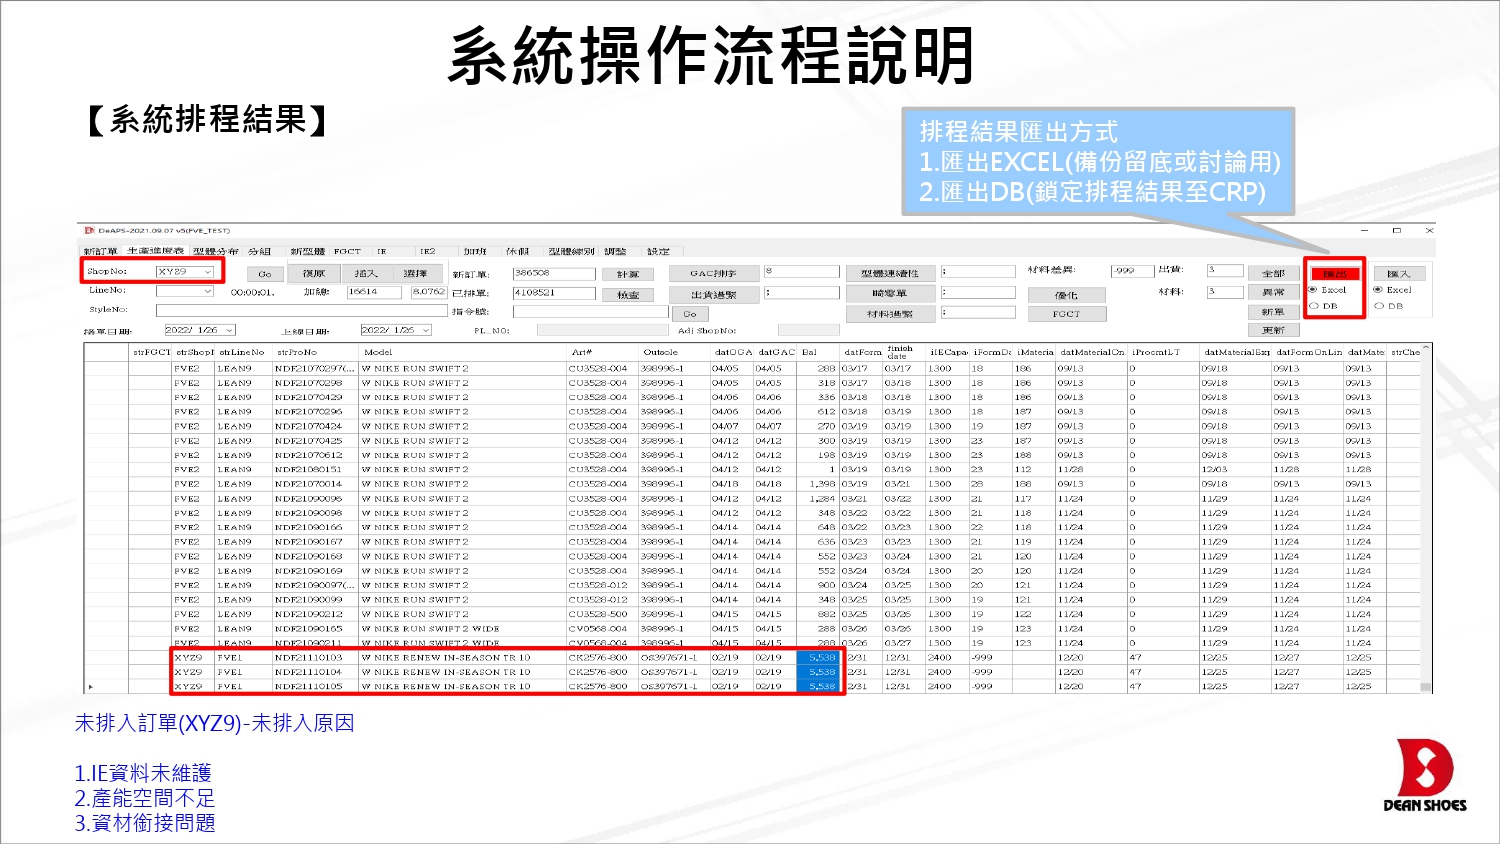 系統操作流程說明
【系統排程結果】
排程結果匯出方式
1.匯出EXCEL(備份留底或討論用)
2.匯出DB(鎖定排程結果至CRP)
DeAPS-2021.09.07 v5(FVE_TEST)
新訂單 生產進度表 型體分布 分組 新型體 FGCT IE IE2 加班 休假 型體線別 調整 設定
ShopNo: XYZ9 Go 復原 插入 選擇 新訂單: 386508 計算 GAC排序 8 型體連續性 ; 材料差異: -999 出貨: 3 全部 匯出 匯入
LineNo: 00:00:01. 加總: 16614 8.0762 已排單: 4108521 檢查 出貨過緊 ; 畸零單 ; 優化 材料: 3 異常 Excel Excel
StyleNo: 指令號: Go 材料過緊 ; FGCT 新單 DB DB
接單日期: 2022/ 1/26 上線日期: 2022/ 1/26 PL_NO: Adj ShopNo: 更新
strFGCT strShopN strLineNo strProNo Model Art# Outsole datOGA datGAC Bal datForm finish date iIECapa iFormDa iMateria datMaterialOn iProcmtLT datMaterialExp datFormOnLin datMate strChe
FVE2 LEAN9 NDF21070297(... W NIKE RUN SWIFT 2 CU3528-004 398996-1 04/05 04/05 288 03/17 03/17 1300 18 186 09/13 0 09/18 09/13 09/13
FVE2 LEAN9 NDF21070298 W NIKE RUN SWIFT 2 CU3528-004 398996-1 04/05 04/05 318 03/17 03/18 1300 18 186 09/13 0 09/18 09/13 09/13
FVE2 LEAN9 NDF21070429 W NIKE RUN SWIFT 2 CU3528-004 398996-1 04/06 04/06 336 03/18 03/18 1300 18 186 09/13 0 09/18 09/13 09/13
FVE2 LEAN9 NDF21070296 W NIKE RUN SWIFT 2 CU3528-004 398996-1 04/06 04/06 612 03/18 03/19 1300 18 187 09/13 0 09/18 09/13 09/13
FVE2 LEAN9 NDF21070424 W NIKE RUN SWIFT 2 CU3528-004 398996-1 04/07 04/07 270 03/19 03/19 1300 19 187 09/13 0 09/18 09/13 09/13
FVE2 LEAN9 NDF21070425 W NIKE RUN SWIFT 2 CU3528-004 398996-1 04/12 04/12 300 03/19 03/19 1300 23 187 09/13 0 09/18 09/13 09/13
FVE2 LEAN9 NDF21070612 W NIKE RUN SWIFT 2 CU3528-004 398996-1 04/12 04/12 198 03/19 03/19 1300 23 188 09/13 0 09/18 09/13 09/13
FVE2 LEAN9 NDF21080151 W NIKE RUN SWIFT 2 CU3528-004 398996-1 04/12 04/12 1 03/19 03/19 1300 23 112 11/28 0 12/03 11/28 11/28
FVE2 LEAN9 NDF21070014 W NIKE RUN SWIFT 2 CU3528-004 398996-1 04/18 04/18 1,398 03/19 03/21 1300 28 188 09/13 0 09/18 09/13 09/13
FVE2 LEAN9 NDF21090096 W NIKE RUN SWIFT 2 CU3528-004 398996-1 04/12 04/12 1,284 03/21 03/22 1300 21 117 11/24 0 11/29 11/24 11/24
FVE2 LEAN9 NDF21090098 W NIKE RUN SWIFT 2 CU3528-004 398996-1 04/12 04/12 348 03/22 03/22 1300 21 118 11/24 0 11/29 11/24 11/24
FVE2 LEAN9 NDF21090166 W NIKE RUN SWIFT 2 CU3528-004 398996-1 04/14 04/14 648 03/22 03/23 1300 22 118 11/24 0 11/29 11/24 11/24
FVE2 LEAN9 NDF21090167 W NIKE RUN SWIFT 2 CU3528-004 398996-1 04/14 04/14 636 03/23 03/23 1300 21 119 11/24 0 11/29 11/24 11/24
FVE2 LEAN9 NDF21090168 W NIKE RUN SWIFT 2 CU3528-004 398996-1 04/14 04/14 552 03/23 03/24 1300 21 120 11/24 0 11/29 11/24 11/24
FVE2 LEAN9 NDF21090169 W NIKE RUN SWIFT 2 CU3528-004 398996-1 04/14 04/14 552 03/24 03/24 1300 20 120 11/24 0 11/29 11/24 11/24
FVE2 LEAN9 NDF21090097(... W NIKE RUN SWIFT 2 CU3528-012 398996-1 04/14 04/14 900 03/24 03/25 1300 20 121 11/24 0 11/29 11/24 11/24
FVE2 LEAN9 NDF21090099 W NIKE RUN SWIFT 2 CU3528-012 398996-1 04/14 04/14 348 03/25 03/25 1300 19 121 11/24 0 11/29 11/24 11/24
FVE2 LEAN9 NDF21090212 W NIKE RUN SWIFT 2 CU3528-500 398996-1 04/15 04/15 882 03/25 03/26 1300 19 122 11/24 0 11/29 11/24 11/24
FVE2 LEAN9 NDF21090165 W NIKE RUN SWIFT 2 WIDE CV0568-004 398996-1 04/15 04/15 288 03/26 03/26 1300 19 123 11/24 0 11/29 11/24 11/24
FVE2 LEAN9 NDF21090211 W NIKE RUN SWIFT 2 WIDE CV0568-004 398996-1 04/15 04/15 288 03/26 03/27 1300 19 123 11/24 0 11/29 11/24 11/24
XYZ9 FVE1 NDF21110103 W NIKE RENEW IN-SEASON TR 10 CK2576-800 OS397671-1 02/19 02/19 5,538 12/31 12/31 2400 -999 12/20 47 12/25 12/27 12/25
XYZ9 FVE1 NDF21110104 W NIKE RENEW IN-SEASON TR 10 CK2576-800 OS397671-1 02/19 02/19 5,538 12/31 12/31 2400 -999 12/20 47 12/25 12/27 12/25
XYZ9 FVE1 NDF21110105 W NIKE RENEW IN-SEASON TR 10 CK2576-800 OS397671-1 02/19 02/19 5,538 12/31 12/31 2400 -999 12/20 47 12/25 12/27 12/25
未排入訂單(XYZ9)-未排入原因
1.IE資料未維護
2.產能空間不足
3.資材銜接問題
DEAN SHOES